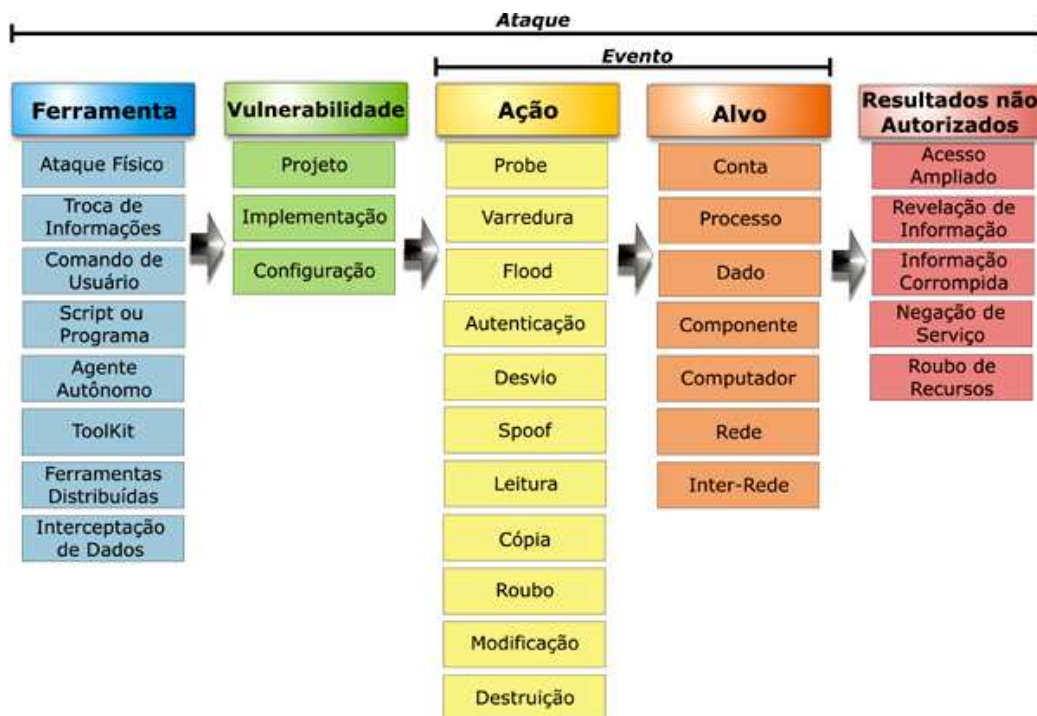 Ataque
Evento
Ferramenta
Ataque Físico
Troca de
Informações
Comando de
Usuário
Script ou
Programa
Agente
Autônomo
ToolKit
Ferramentas
Distribuídas
Interceptação
de Dados
Vulnerabilidade
Projeto
Implementação
Configuração
Ação
Probe
Varredura
Flood
Autenticação
Desvio
Spoof
Leitura
Cópia
Roubo
Modificação
Destruição
Alvo
Conta
Processo
Dado
Componente
Computador
Rede
Inter-Rede
Resultados não
Autorizados
Acesso
Ampliado
Revelação de
Informação
Informação
Corrompida
Negação de
Serviço
Roubo de
Recursos